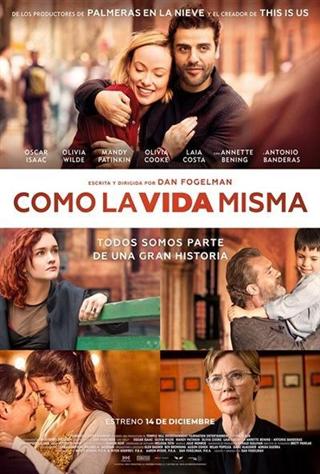 DE LOS PRODUCTORES DE PALMERAS EN LA NIEVE Y EL CREADOR DE THIS IS US
OSCAR ISAAC
OLIVIA WILDE
MANDY PATINKIN
OLIVIA COOKE
LAIA COSTA
CON ANNETTE BENING
Y ANTONIO BANDERAS
ESCRITA Y DIRIGIDA POR DAN FOGELMAN
COMO LA VIDA MISMA
TODOS SOMOS PARTE
DE UNA GRAN HISTORIA
ESTRENO 14 DE DICIEMBRE